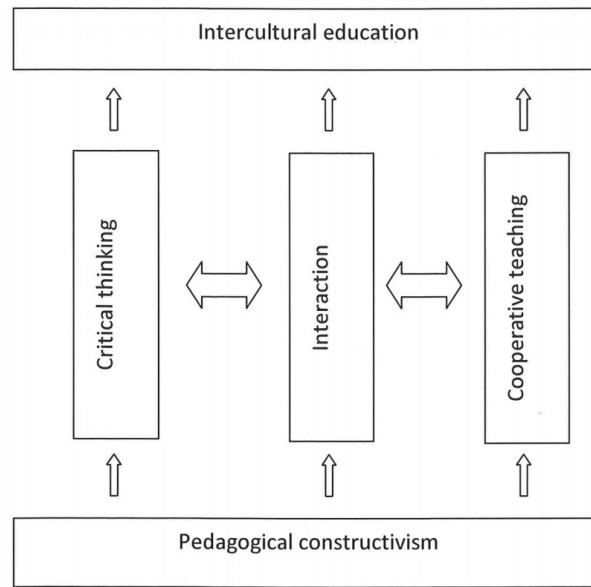 Intercultural education
Critical thinking
Interaction
Cooperative teaching
Pedagogical constructivism